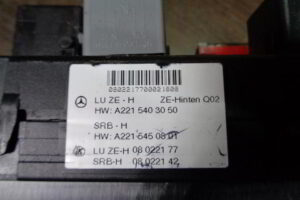 0802217700021808
LU ZE - H ZE-Hinten Q02
HW: A221 540 30 50
SRB - H
HW: A221 545 08 01
LU ZE-H 08 0221 77
SRB-H 08 0221 42